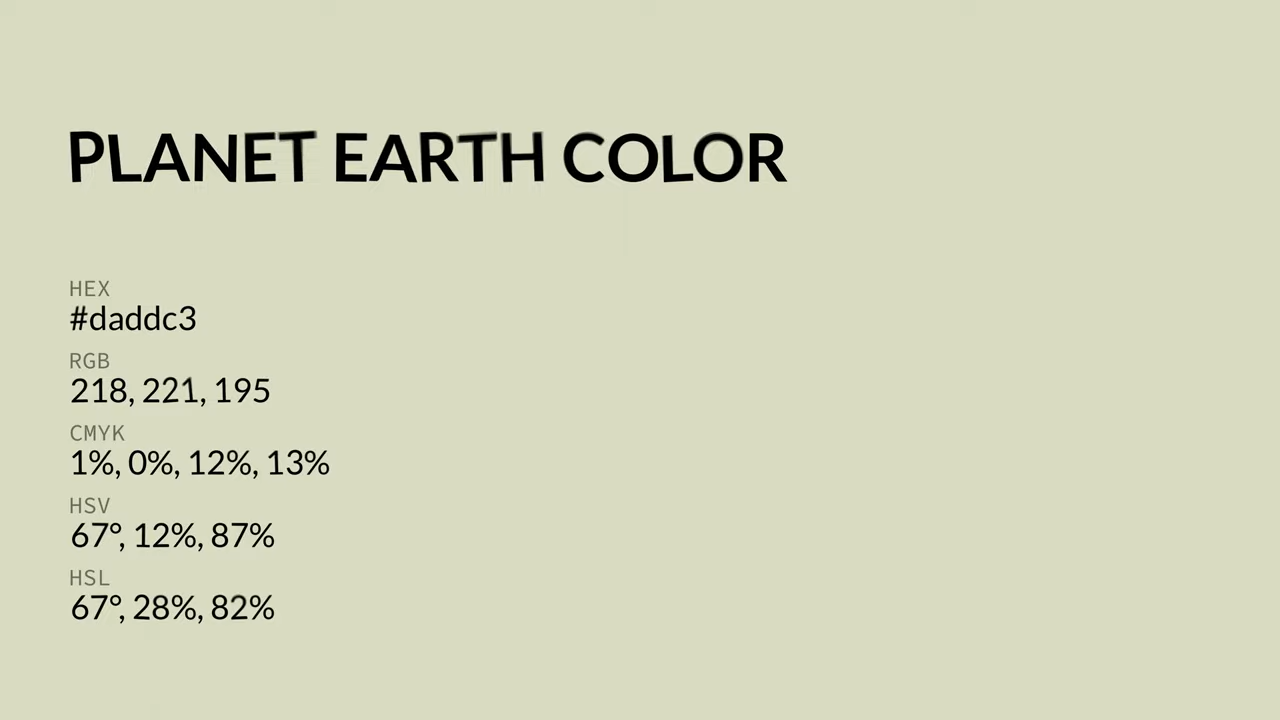 PLANET EARTH COLOR
HEX
#daddc3
RGB
218, 221, 195
CMYK
1%, 0%, 12%, 13%
HSV
67°, 12%, 87%
HSL
67°, 28%, 82%